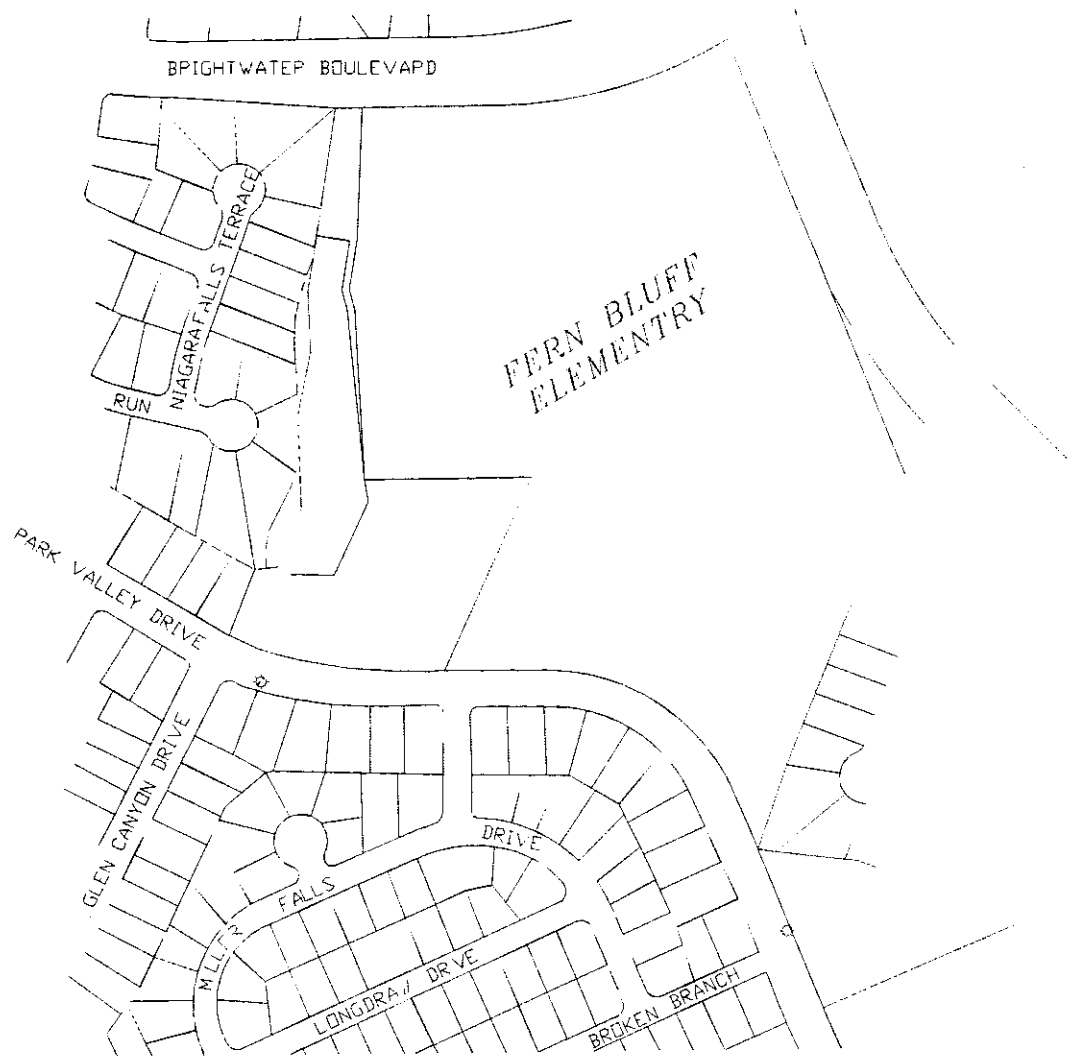 BPIGHTWATEP BOULEVAPD
NIAGARA FALLS TERRACE
FERN BLUFF
ELEMENTRY
RUN
PARK VALLEY DRIVE
GLEN CANYON DRIVE
DRIVE
MLLER FALLS
LONGDRAW DRVE
BROKEN BRANCH